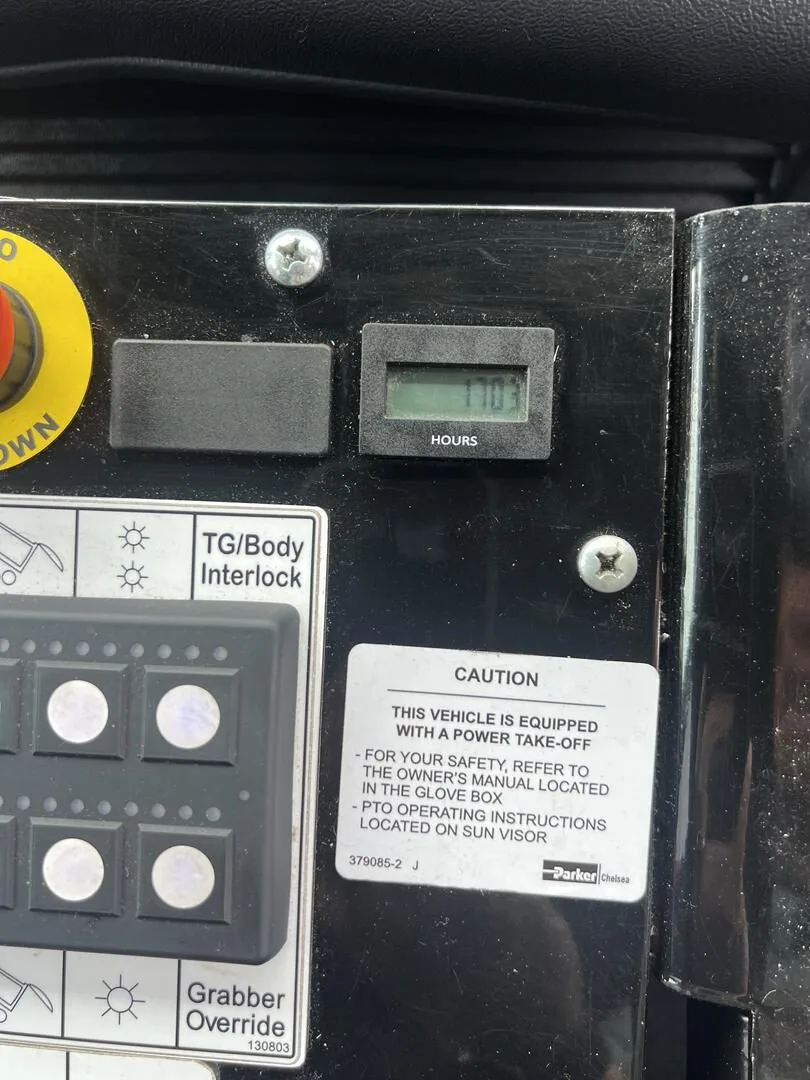 OWN
HOURS
TG/Body
Interlock
CAUTION
THIS VEHICLE IS EQUIPPED
WITH A POWER TAKE-OFF
- FOR YOUR SAFETY, REFER TO
THE OWNER'S MANUAL LOCATED
IN THE GLOVE BOX
- PTO OPERATING INSTRUCTIONS
LOCATED ON SUN VISOR
379085-2 J
Parker Chelsea
Grabber
Override
130803